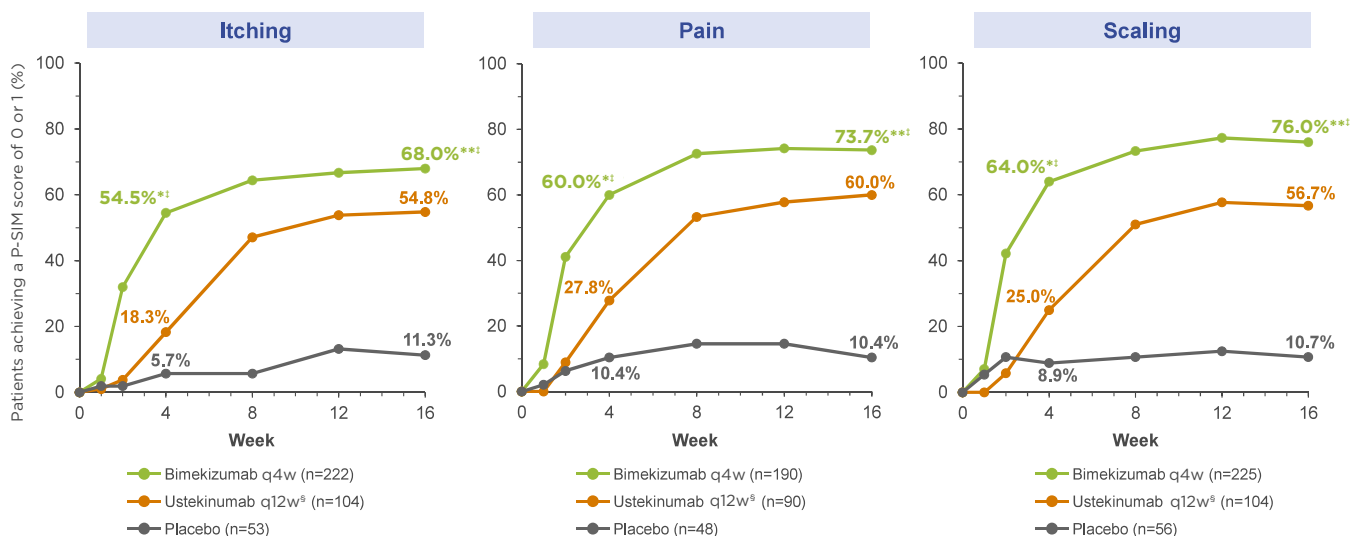 Itching
Patients achieving a P-SIM score of 0 or 1 (%)
100
80
60
40
20
0
54.5%*‡
68.0%**‡
18.3%
54.8%
5.7%
11.3%
0 4 8 12 16
Week
Bimekizumab q4w (n=222)
Ustekinumab q12w§ (n=104)
Placebo (n=53)
Pain
100
80
60
40
20
0
60.0%*‡
73.7%**‡
27.8%
60.0%
10.4%
10.4%
0 4 8 12 16
Week
Bimekizumab q4w (n=190)
Ustekinumab q12w§ (n=90)
Placebo (n=48)
Scaling
100
80
60
40
20
0
64.0%*‡
76.0%**‡
25.0%
56.7%
8.9%
10.7%
0 4 8 12 16
Week
Bimekizumab q4w (n=225)
Ustekinumab q12w§ (n=104)
Placebo (n=56)